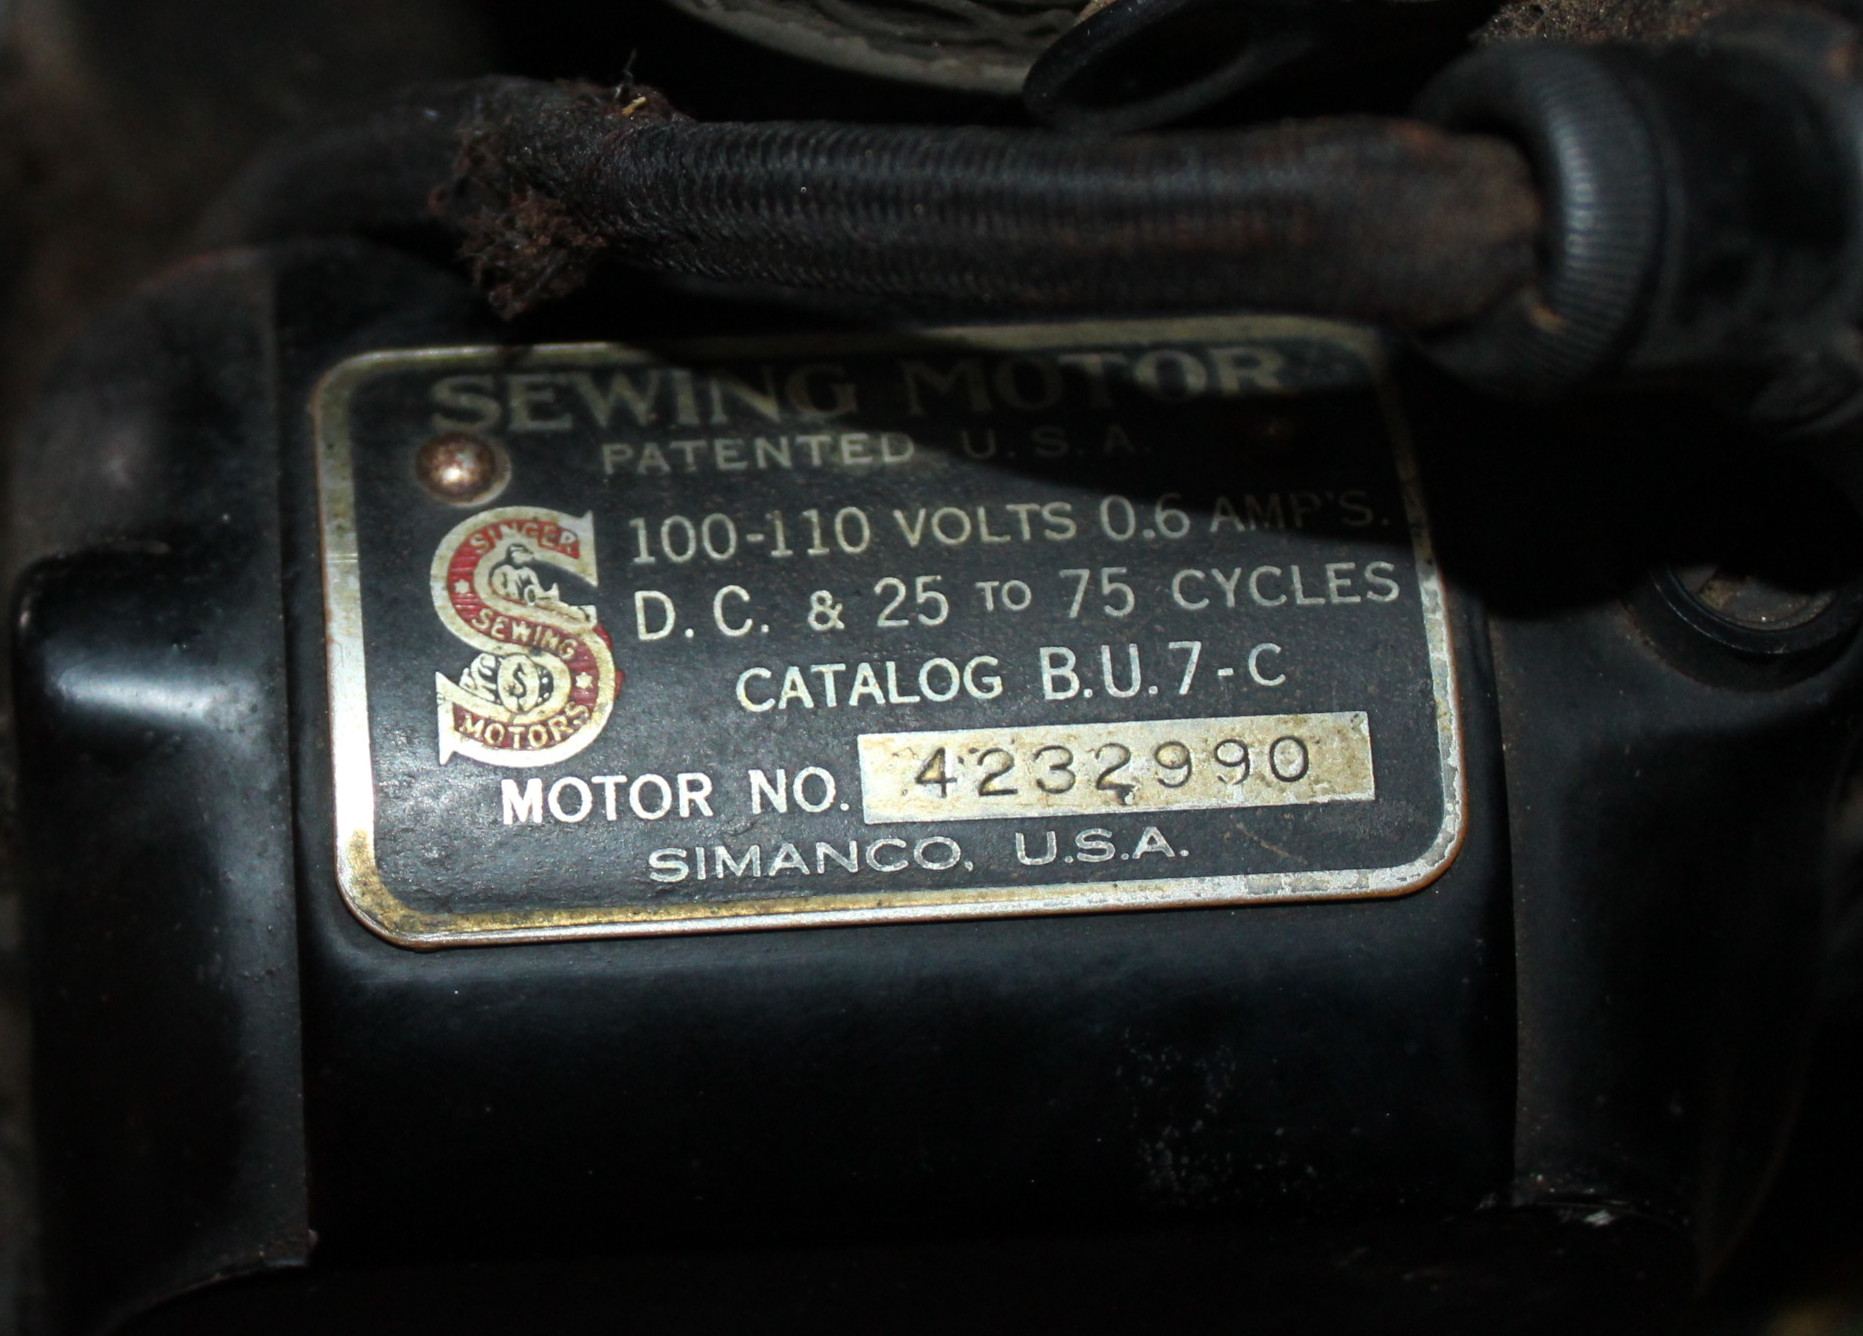 SEWING MOTOR
PATENTED U.S.A.
SINGER
SEWING
S
MOTORS
100-110 VOLTS 0.6 AMP'S.
D.C. & 25 TO 75 CYCLES
CATALOG B.U.7-C
MOTOR NO. 4232990
SIMANCO, U.S.A.